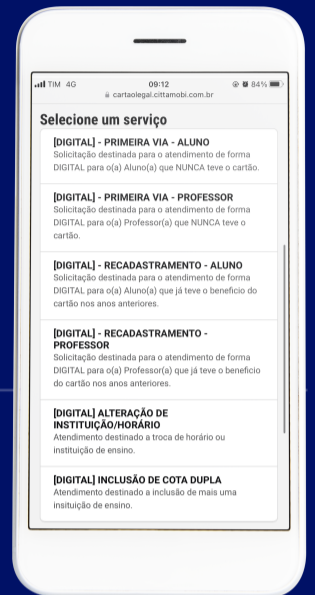 TIM 4G 09:12 84%
cartaolegal.cittamobi.com.br
Selecione um serviço
[DIGITAL] - PRIMEIRA VIA - ALUNO
Solicitação destinada para o atendimento de forma
DIGITAL para o(a) Aluno(a) que NUNCA teve o cartão.
[DIGITAL] - PRIMEIRA VIA - PROFESSOR
Solicitação destinada para o atendimento de forma
DIGITAL para o(a) Professor(a) que NUNCA teve o
cartão.
[DIGITAL] - RECADASTRAMENTO - ALUNO
Solicitação destinada para o atendimento de forma
DIGITAL para o(a) Aluno(a) que já teve o beneficio do
cartão nos anos anteriores.
[DIGITAL] - RECADASTRAMENTO -
PROFESSOR
Solicitação destinada para o atendimento de forma
DIGITAL para o(a) Professor(a) que já teve o beneficio
do cartão nos anos anteriores.
[DIGITAL] ALTERAÇÃO DE
INSTITUIÇÃO/HORÁRIO
Atendimento destinado a troca de horário ou
instituição de ensino.
[DIGITAL] INCLUSÃO DE COTA DUPLA
Atendimento destinado a inclusão de mais uma
insituição de ensino.